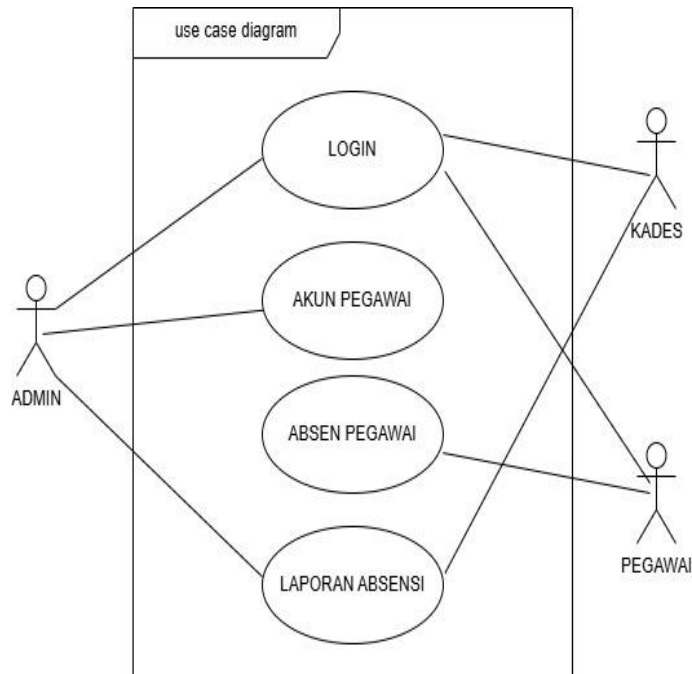 use case diagram
LOGIN
KADES
AKUN PEGAWAI
ADMIN
ABSEN PEGAWAI
PEGAWAI
LAPORAN ABSENSI